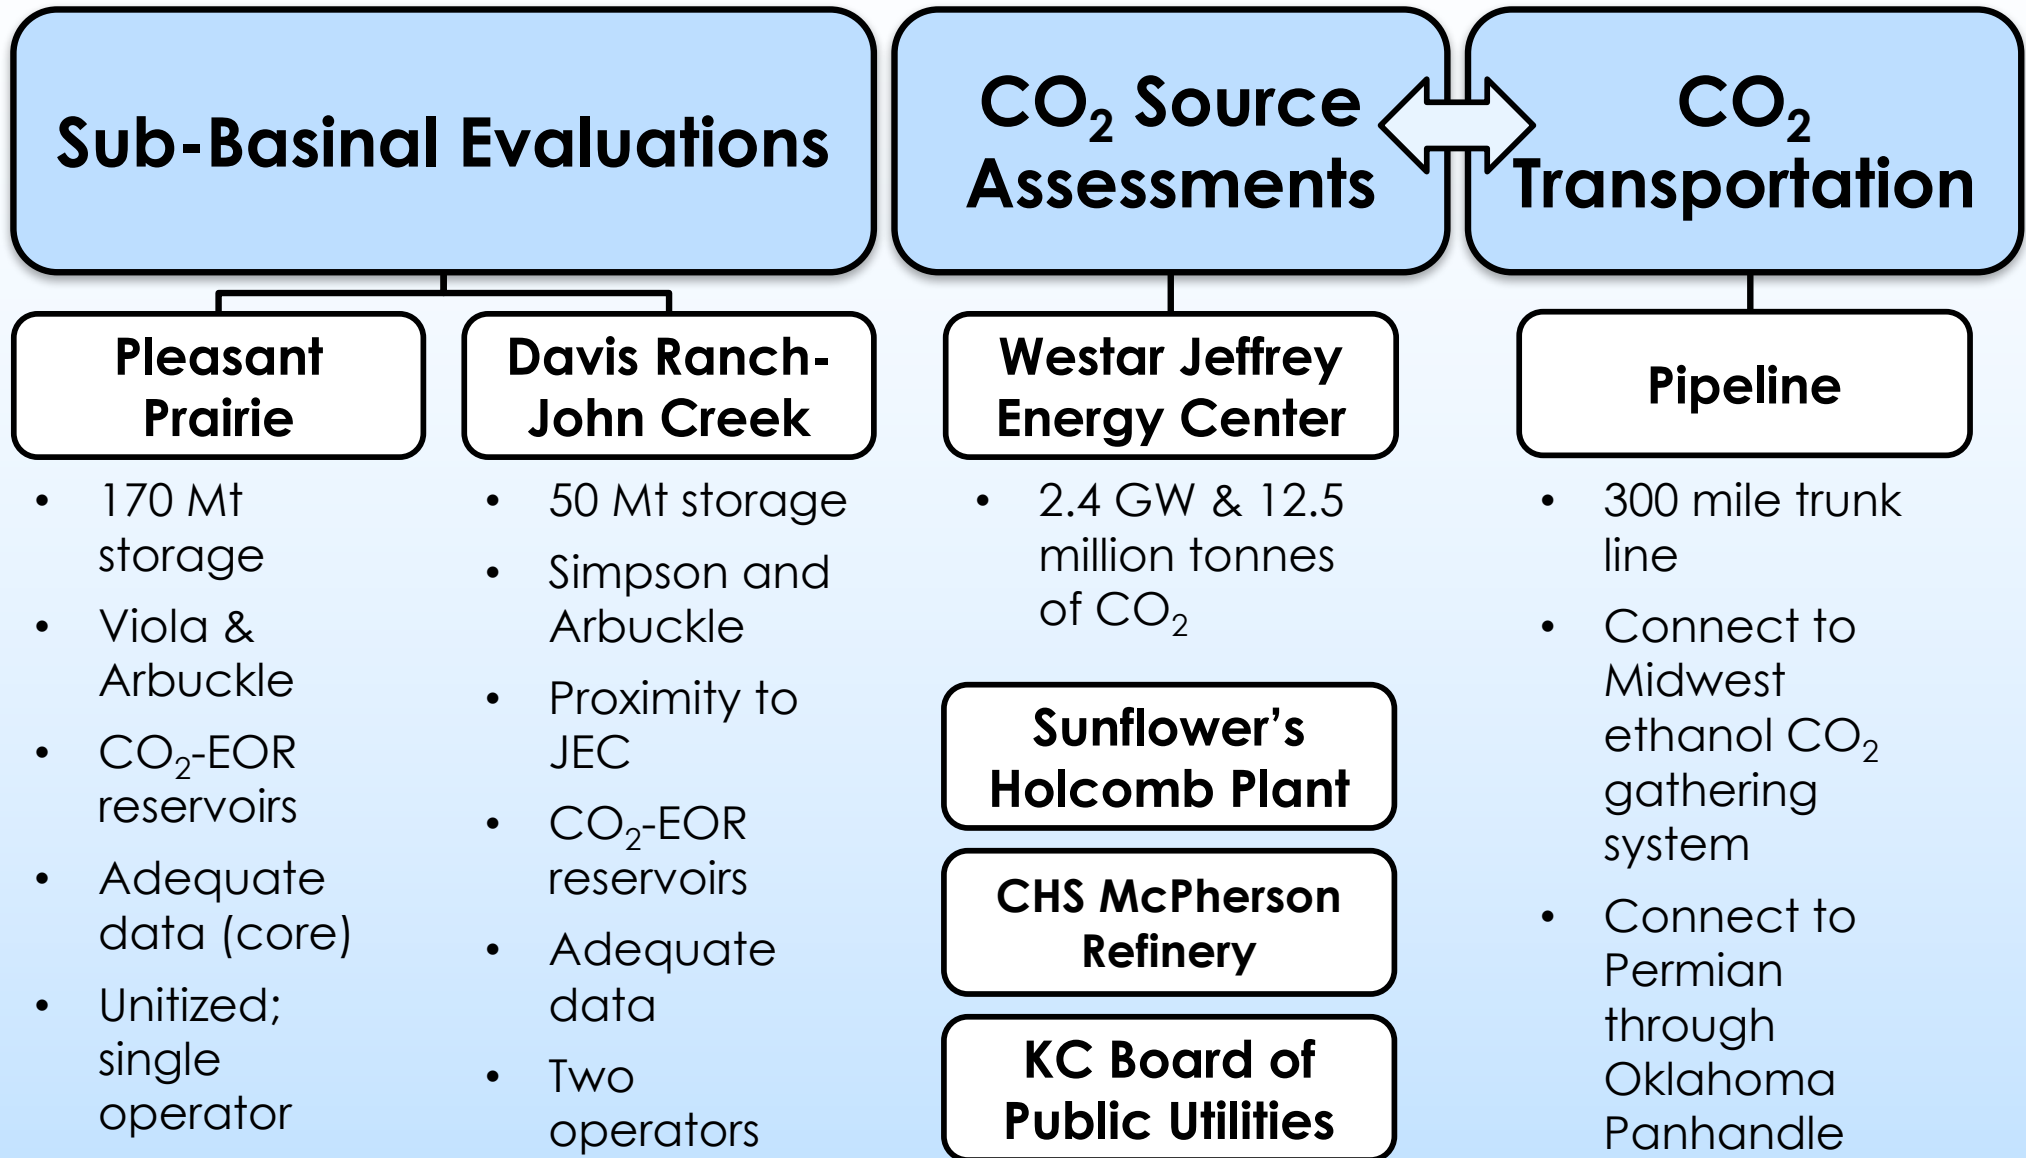 Sub-Basinal Evaluations
CO₂ Source
Assessments
CO₂
Transportation
Pleasant
Prairie
• 170 Mt
storage
• Viola &
Arbuckle
• CO₂-EOR
reservoirs
• Adequate
data (core)
• Unitized;
single
operator
Davis Ranch-
John Creek
• 50 Mt storage
• Simpson and
Arbuckle
• Proximity to
JEC
• CO₂-EOR
reservoirs
• Adequate
data
• Two
operators
Westar Jeffrey
Energy Center
• 2.4 GW & 12.5
million tonnes
of CO₂
Sunflower’s
Holcomb Plant
CHS McPherson
Refinery
KC Board of
Public Utilities
Pipeline
• 300 mile trunk
line
• Connect to
Midwest
ethanol CO₂
gathering
system
• Connect to
Permian
through
Oklahoma
Panhandle